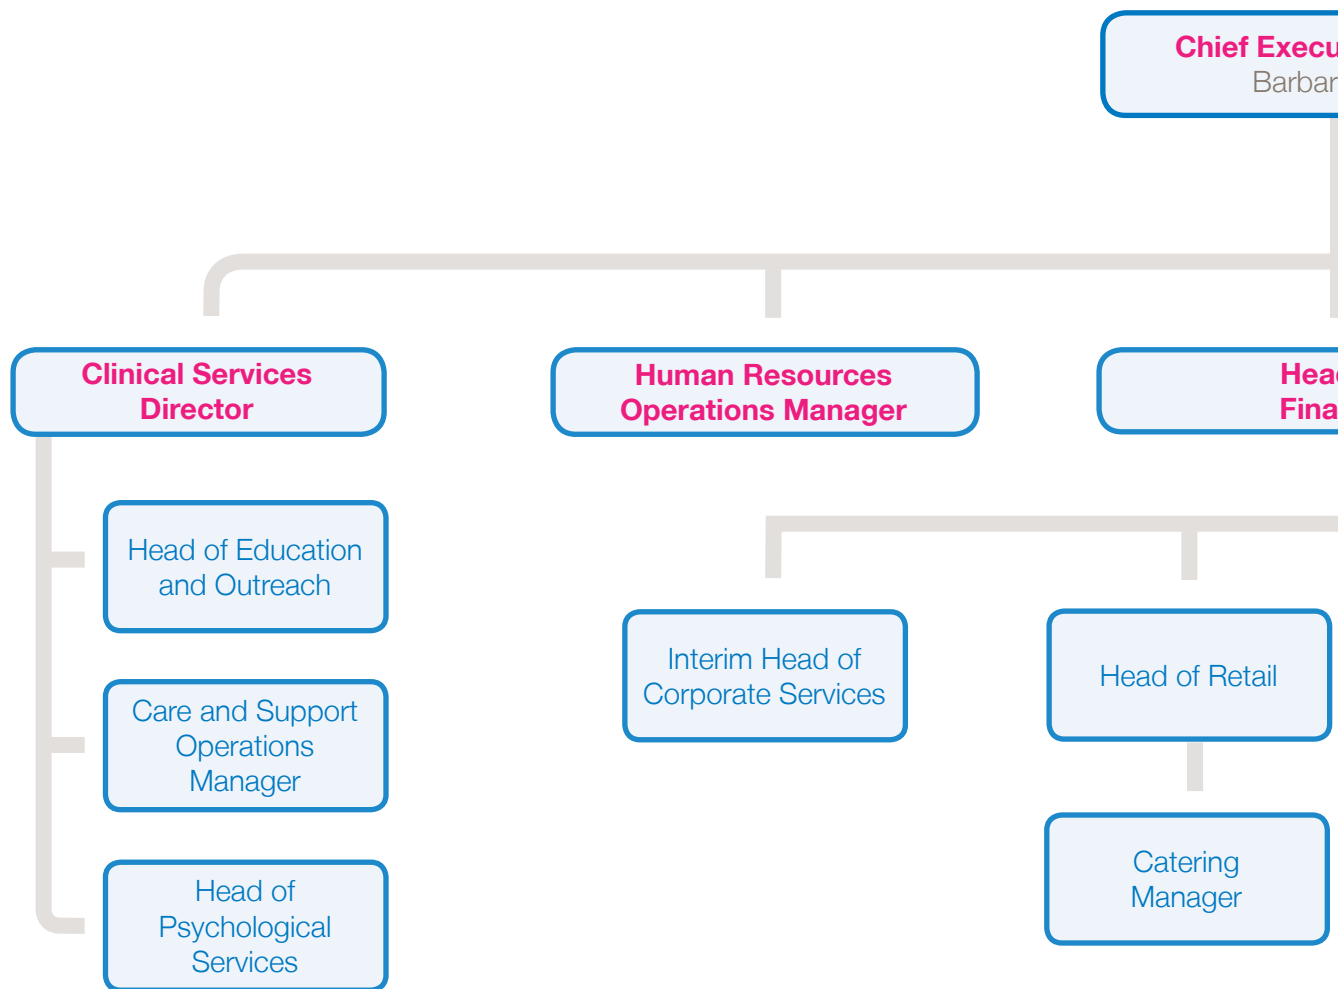 Chief Execu
Barbar
Clinical Services
Director
Human Resources
Operations Manager
Hea
Fina
Head of Education
and Outreach
Care and Support
Operations
Manager
Head of
Psychological
Services
Interim Head of
Corporate Services
Head of Retail
Catering
Manager